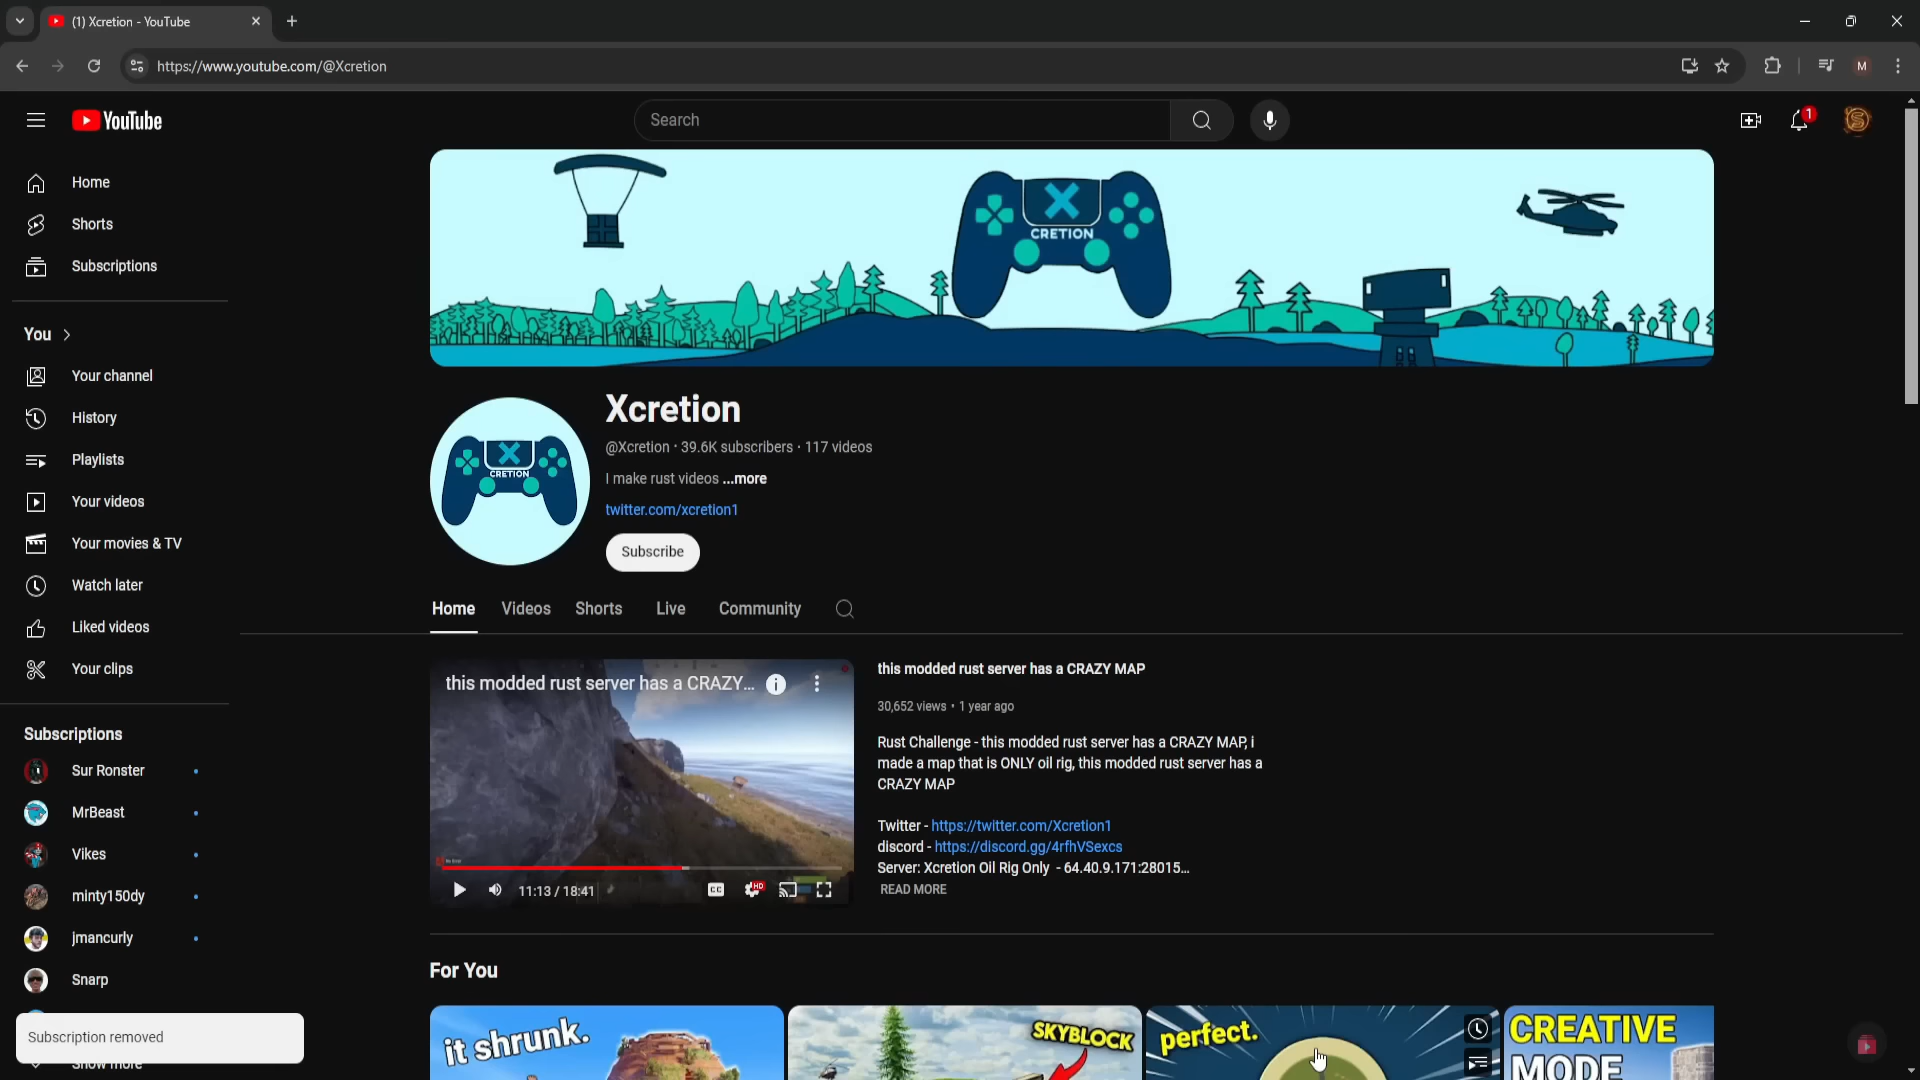 (1) Xcretion - YouTube
https://www.youtube.com/@Xcretion
M
YouTube
Search
1
Home
Shorts
Subscriptions
You
Your channel
History
Playlists
Your videos
Your movies & TV
Watch later
Liked videos
Your clips
Subscriptions
Sur Ronster
MrBeast
Vikes
minty150dy
jmancurly
Snarp
Show more
Subscription removed
X
CRETION
X
CRETION
Xcretion
@Xcretion · 39.6K subscribers · 117 videos
I make rust videos ...more
twitter.com/xcretion1
Subscribe
Home Videos Shorts Live Community
this modded rust server has a CRAZY...
11:13 / 18:41
CC
HD
this modded rust server has a CRAZY MAP
30,652 views • 1 year ago
Rust Challenge - this modded rust server has a CRAZY MAP, i
made a map that is ONLY oil rig, this modded rust server has a
CRAZY MAP
Twitter - https://twitter.com/Xcretion1
discord - https://discord.gg/4rfhVSexcs
Server: Xcretion Oil Rig Only - 64.40.9.171:28015...
READ MORE
For You
it shrunk.
SKYBLOCK
perfect.
CREATIVE
MODE